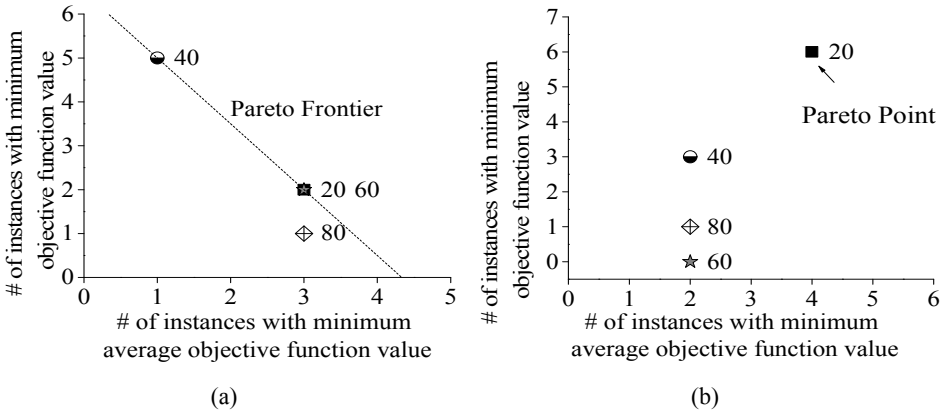 # of instances with minimum
objective function value
6
5
4
3
2
1
0
40
Pareto Frontier
20 60
80
0 1 2 3 4 5
# of instances with minimum
average objective function value
(a)
# of instances with minimum
objective function value
7
6
5
4
3
2
1
0
20
Pareto Point
40
80
60
0 1 2 3 4 5 6
# of instances with minimum
average objective function value
(b)